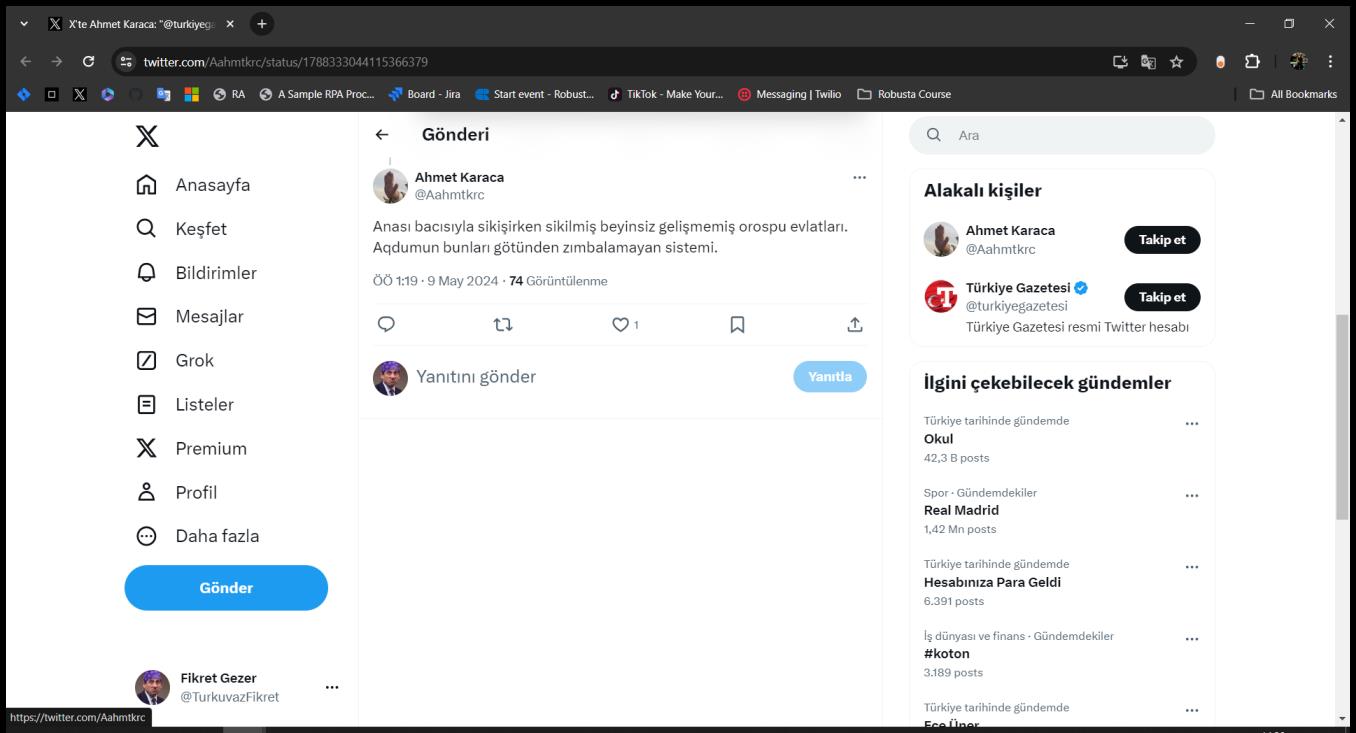 X'te Ahmet Karaca: "@turkiyega
twitter.com/Aahmtkrc/status/1788333044115366379
RA
A Sample RPA Proc...
Board - Jira
Start event - Robust...
TikTok - Make Your...
Messaging | Twilio
Robusta Course
All Bookmarks
Anasayfa
Keşfet
Bildirimler
Mesajlar
Grok
Listeler
Premium
Profil
Daha fazla
Gönder
Fikret Gezer
@TurkuvazFikret
https://twitter.com/Aahmtkrc
Gönderi
Ahmet Karaca
@Aahmtkrc
Anası bacısıyla sikişirken sikilmiş beyinsiz gelişmemiş orospu evlatları.
Aqdumun bunları götünden zımbalamayan sistemi.
ÖÖ 1:19 · 9 May 2024 · 74 Görüntülenme
1
Yanıtını gönder
Yanıtla
Ara
Alakalı kişiler
Ahmet Karaca
@Aahmtkrc
Takip et
Türkiye Gazetesi
@turkiyegazetesi
Takip et
Türkiye Gazetesi resmi Twitter hesabı
İlgini çekebilecek gündemler
Türkiye tarihinde gündemde
Okul
42,3 B posts
Spor · Gündemdekiler
Real Madrid
1,42 Mn posts
Türkiye tarihinde gündemde
Hesabınıza Para Geldi
6.391 posts
İş dünyası ve finans · Gündemdekiler
#koton
3.189 posts
Türkiye tarihinde gündemde
Ece Üner